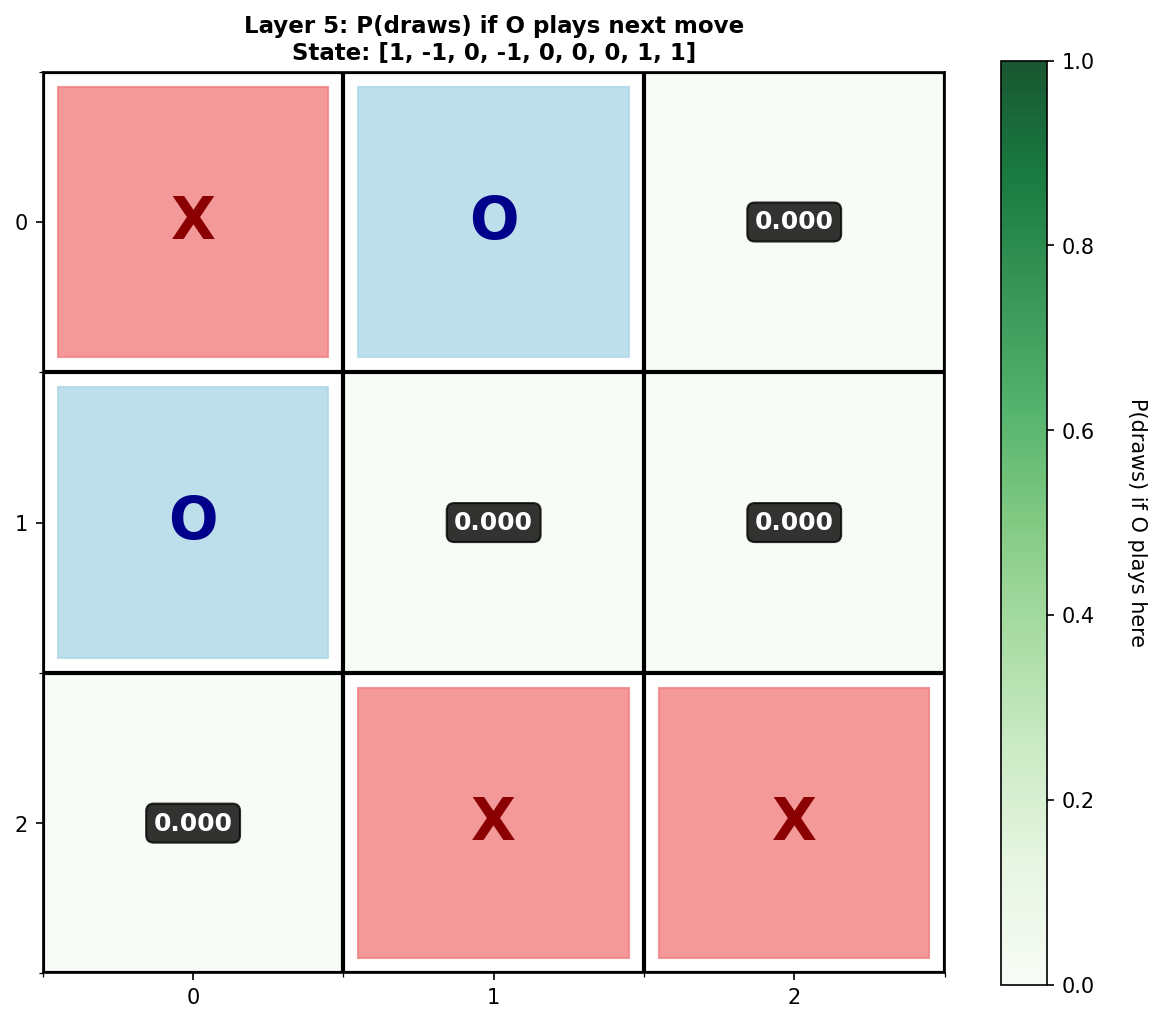 Layer 5: P(draws) if O plays next move
State: [1, -1, 0, -1, 0, 0, 0, 1, 1]
0 X O 0.000
1 O 0.000 0.000
2 0.000 X X
0 1 2
1.0
0.8
0.6
0.4
0.2
0.0
P(draws) if O plays here